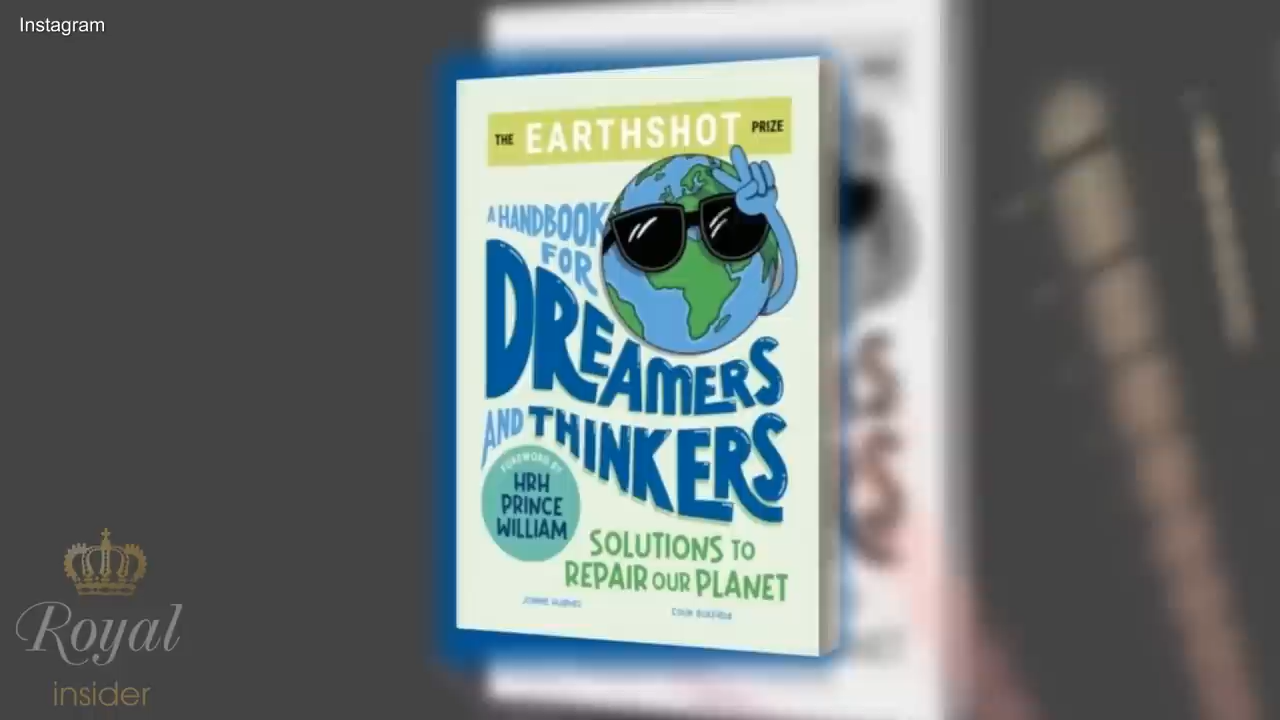 Instagram
THE EARTHSHOT PRIZE
A HANDBOOK
FOR
DREAMERS
AND THINKERS
FOREWORD BY
HRH
PRINCE
WILLIAM
SOLUTIONS TO
REPAIR OUR PLANET
Royal
insider